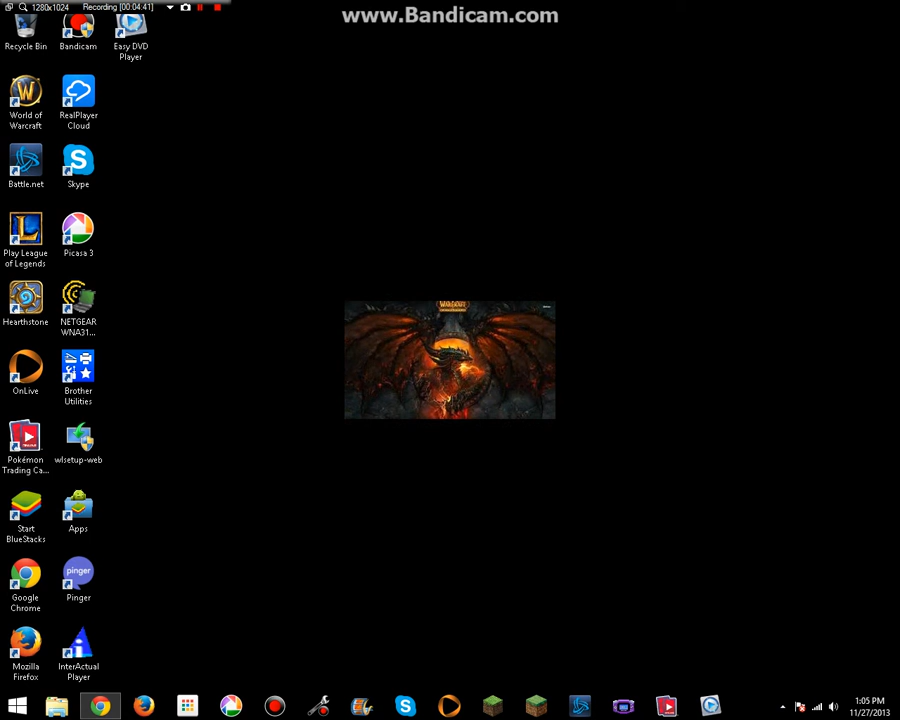 1280x1024 Recording [00:04:41]
www.Bandicam.com
Recycle Bin
Bandicam
Easy DVD
Player
World of
Warcraft
RealPlayer
Cloud
Battle.net
Skype
Play League
of Legends
Picasa 3
Hearthstone
NETGEAR
WNA31...
OnLive
Brother
Utilities
Pokémon
Trading Ca...
wlsetup-web
Start
BlueStacks
Apps
Google
Chrome
pinger
Pinger
Mozilla
Firefox
InterActual
Player
1:05 PM
11/27/2013